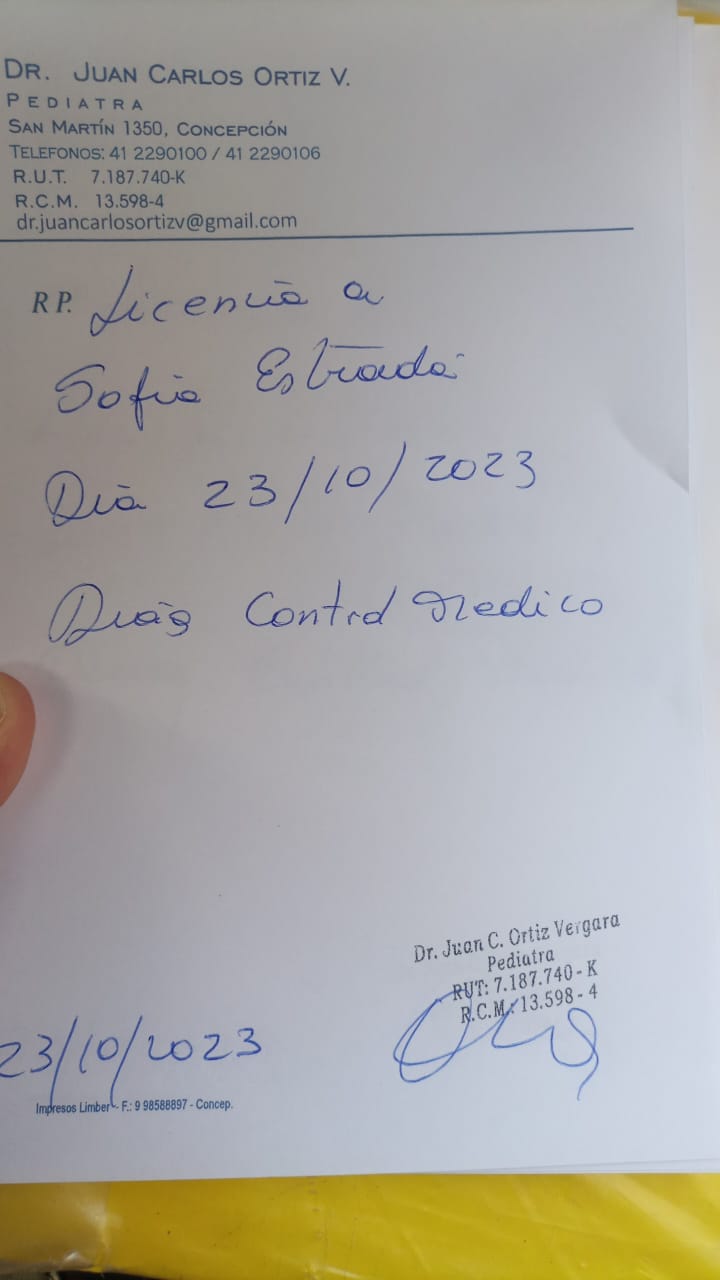 DR. JUAN CARLOS ORTIZ V.
PEDIATRA
SAN MARTÍN 1350, CONCEPCIÓN
TELEFONOS: 41 2290100 / 41 2290106
R.U.T. 7.187.740-K
R.C.M. 13.598-4
dr.juancarlosortizv@gmail.com
RP. Licencia a
Sofia Estrada
Dia 23/10/2023
Diag Control Medico
Dr. Juan C. Ortiz Vergara
Pediatra
RUT: 7.187.740 - K
R.C.M.: 13.598 - 4
23/10/2023
Impresos Limber - F.: 9 98588897 - Concep.